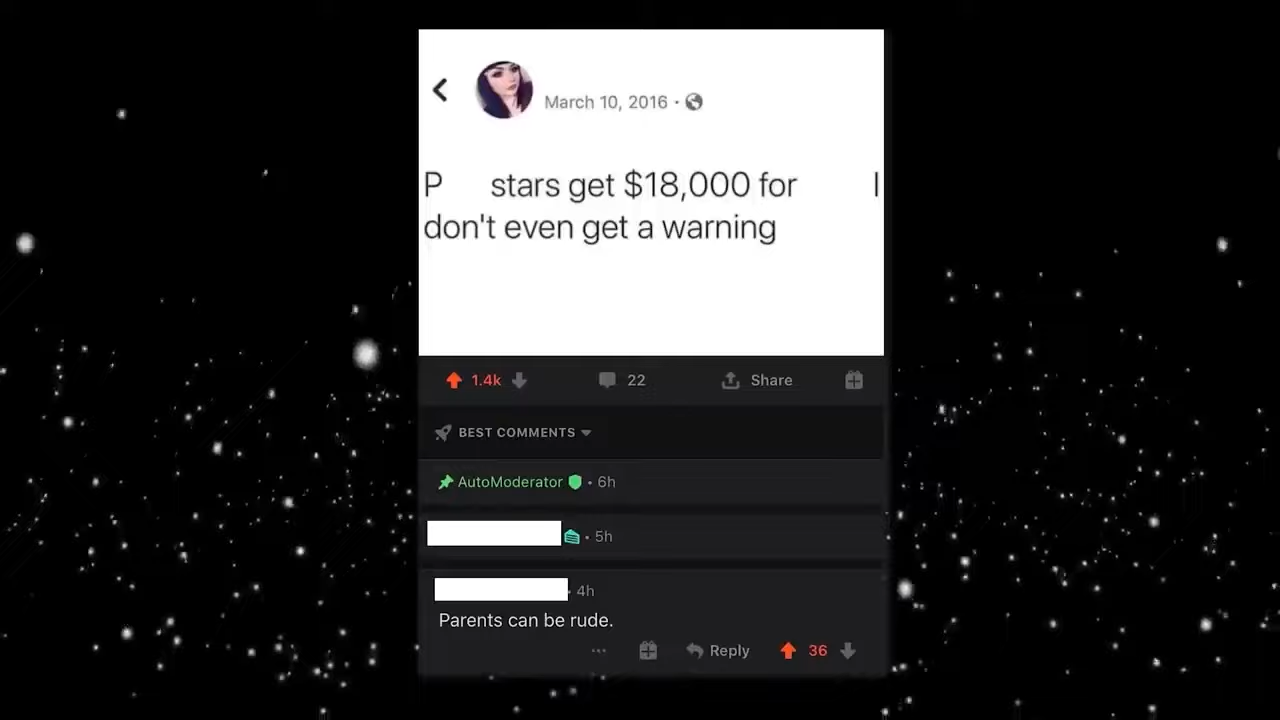 March 10, 2016 ·
P stars get $18,000 for I
don't even get a warning
1.4k 22 Share
BEST COMMENTS
AutoModerator · 6h
· 5h
· 4h
Parents can be rude.
... Reply 36